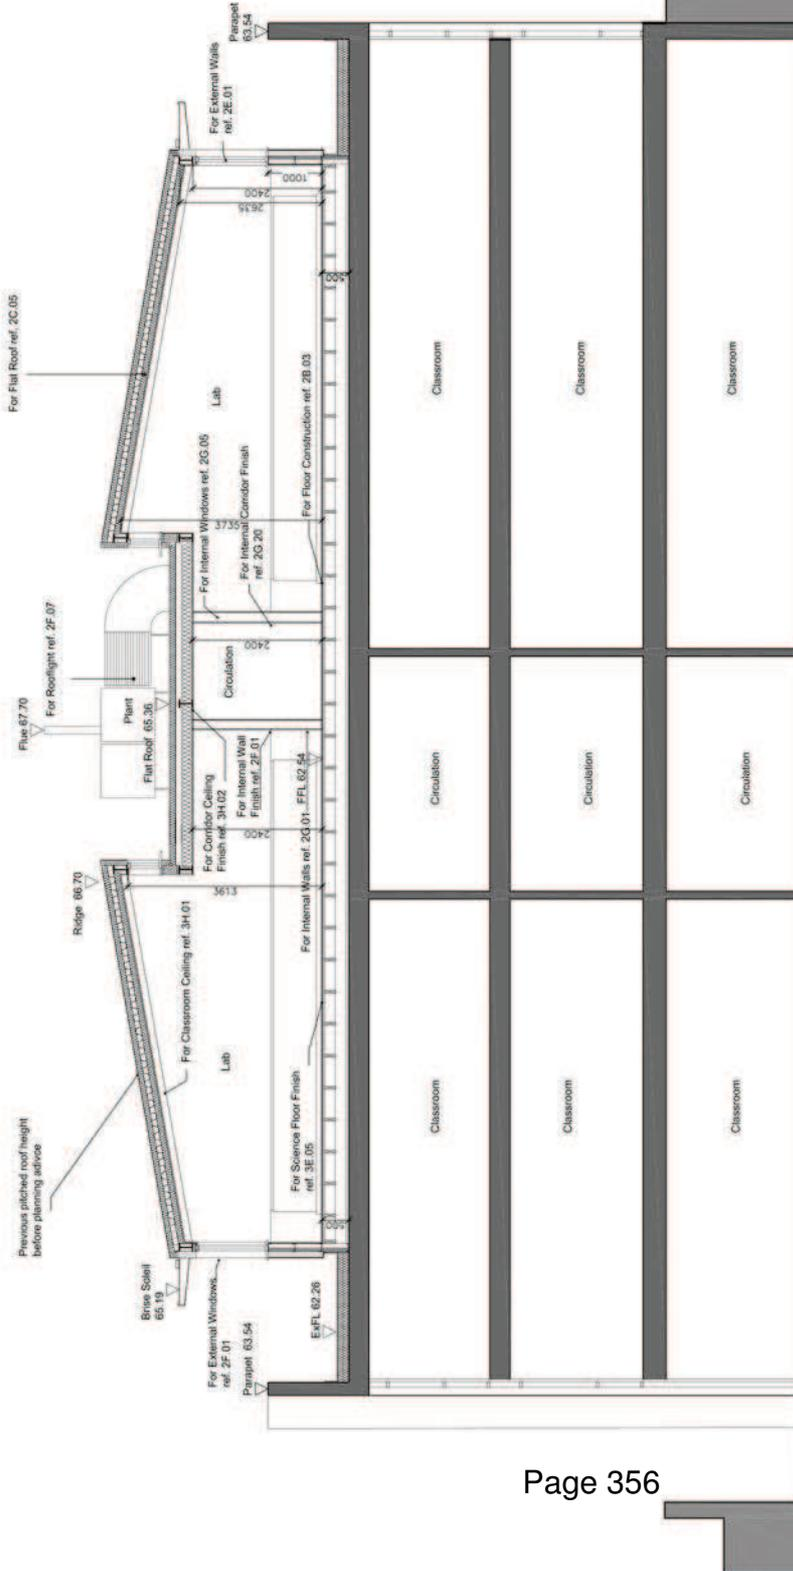 Previous pitched roof height
before planning adivce
Ridge 66.70
Flue 67.70
For Rooflight ref. 2F.07
For Flat Roof ref. 2C.05
Brise Soleil
65.19
For External Windows
ref. 2F.01
Parapet 63.54
ExFL 62.26
For Classroom Ceiling ref. 3H.01
Lab
For Science Floor Finish
ref. 3E.05
500
3613
For Internal Walls ref. 2G.01
2400
For Corridor Ceiling
Finish ref. 3H.02
For Internal Wall
Finish ref. 2F.01
FFL 62.54
Plant
Flat Roof 65.36
Circulation
2400
For Internal Windows ref. 2G.05
For Internal Corridor Finish
ref. 2G.20
3735
For Floor Construction ref. 2B.03
Lab
500
2635
2400
1000
For External Walls
ref. 2E.01
Parapet
63.54
Classroom
Circulation
Classroom
Classroom
Circulation
Classroom
Classroom
Circulation
Classroom
Page 356